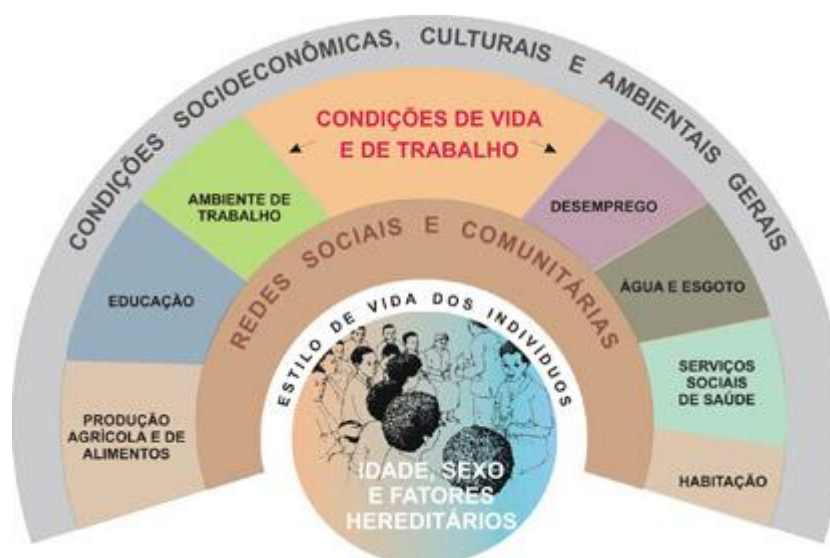 CONDIÇÕES SOCIOECONÔMICAS, CULTURAIS E AMBIENTAIS GERAIS
CONDIÇÕES DE VIDA
E DE TRABALHO
AMBIENTE DE
TRABALHO
DESEMPREGO
EDUCAÇÃO
ÁGUA E ESGOTO
PRODUÇÃO
AGRÍCOLA E DE
ALIMENTOS
SERVIÇOS
SOCIAIS
DE SAÚDE
HABITAÇÃO
REDES SOCIAIS E COMUNITÁRIAS
ESTILO DE VIDA DOS INDIVÍDUOS
IDADE, SEXO
E FATORES
HEREDITÁRIOS